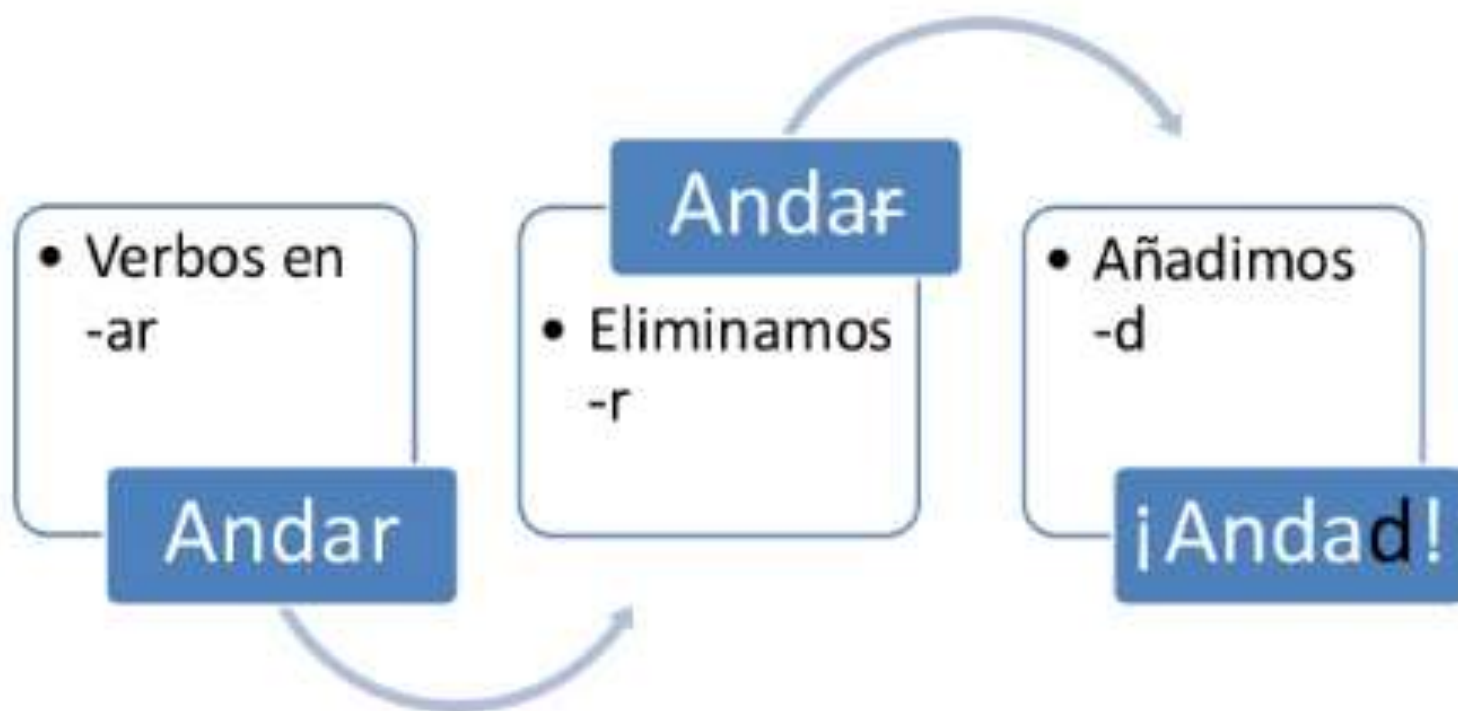 • Verbos en
-ar
Andar
Andar
• Eliminamos
-r
• Añadimos
-d
¡Andad!